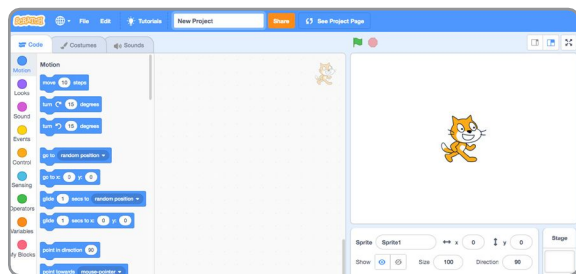 SCRATCH File Edit Tutorials New Project Share See Project Page
Code Costumes Sounds
Motion
Looks
Sound
Events
Control
Sensing
Operators
Variables
My Blocks
Motion
move 10 steps
turn 15 degrees
turn 15 degrees
go to random position
go to x: 0 y: 0
glide 1 secs to random position
glide 1 secs to x: 0 y: 0
point in direction 90
point towards mouse-pointer
Sprite Sprite1 x 0 y 0
Show Size 100 Direction 90
Stage